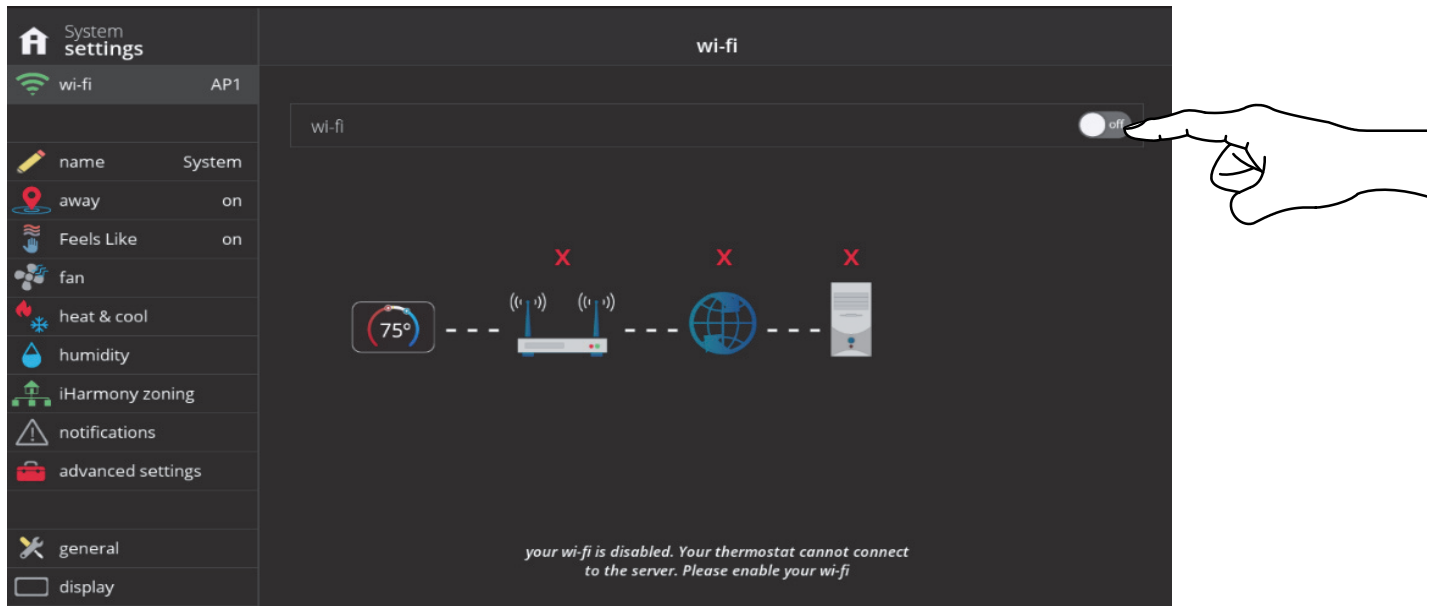 System
settings
wi-fi AP1
name System
away on
Feels Like on
fan
heat & cool
humidity
iHarmony zoning
notifications
advanced settings
general
display
wi-fi
wi-fi off
X X X
75°
your wi-fi is disabled. Your thermostat cannot connect
to the server. Please enable your wi-fi